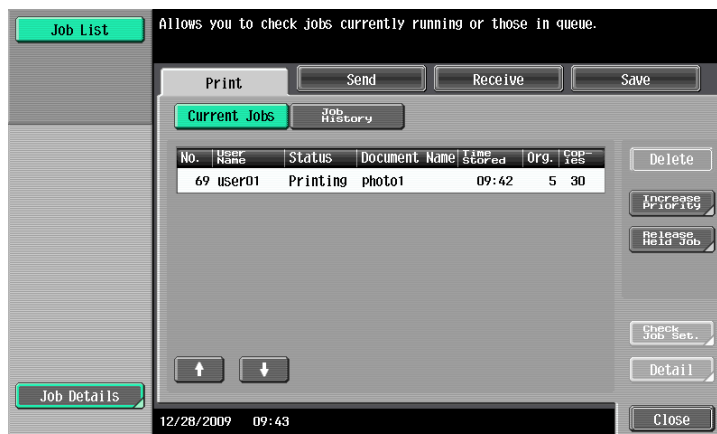 Job List
Allows you to check jobs currently running or those in queue.
Print
Send
Receive
Save
Current Jobs
Job
History
No. User Name Status Document Name Time Stored Org. Cop-ies
69 user01 Printing photo1 09:42 5 30
Delete
Increase
Priority
Release
Held Job
Check
Job Set.
Detail
Job Details
12/28/2009 09:43
Close